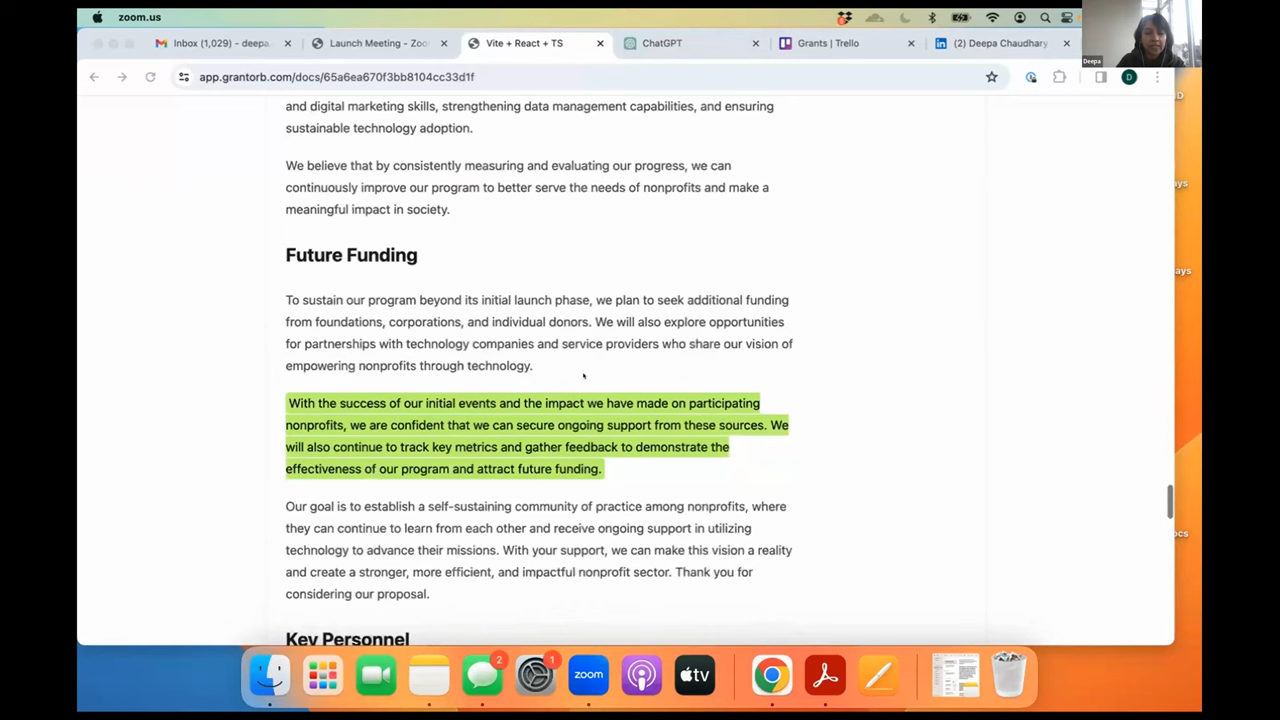 zoom.us
Inbox (1,029) - deepa.
Launch Meeting - Zoo
Vite + React + TS
ChatGPT
Grants | Trello
(2) Deepa Chaudhary
Deepa
app.grantorb.com/docs/65a6ea670f3bb8104cc33d1f
D
D
and digital marketing skills, strengthening data management capabilities, and ensuring
sustainable technology adoption.
We believe that by consistently measuring and evaluating our progress, we can
continuously improve our program to better serve the needs of nonprofits and make a
meaningful impact in society.
ays
Future Funding
ays
To sustain our program beyond its initial launch phase, we plan to seek additional funding
from foundations, corporations, and individual donors. We will also explore opportunities
for partnerships with technology companies and service providers who share our vision of
empowering nonprofits through technology.
With the success of our initial events and the impact we have made on participating
nonprofits, we are confident that we can secure ongoing support from these sources. We
will also continue to track key metrics and gather feedback to demonstrate the
effectiveness of our program and attract future funding.
Our goal is to establish a self-sustaining community of practice among nonprofits, where
they can continue to learn from each other and receive ongoing support in utilizing
ocs
technology to advance their missions. With your support, we can make this vision a reality
and create a stronger, more efficient, and impactful nonprofit sector. Thank you for
considering our proposal.
Key Personnel
2
1
zoom
tv